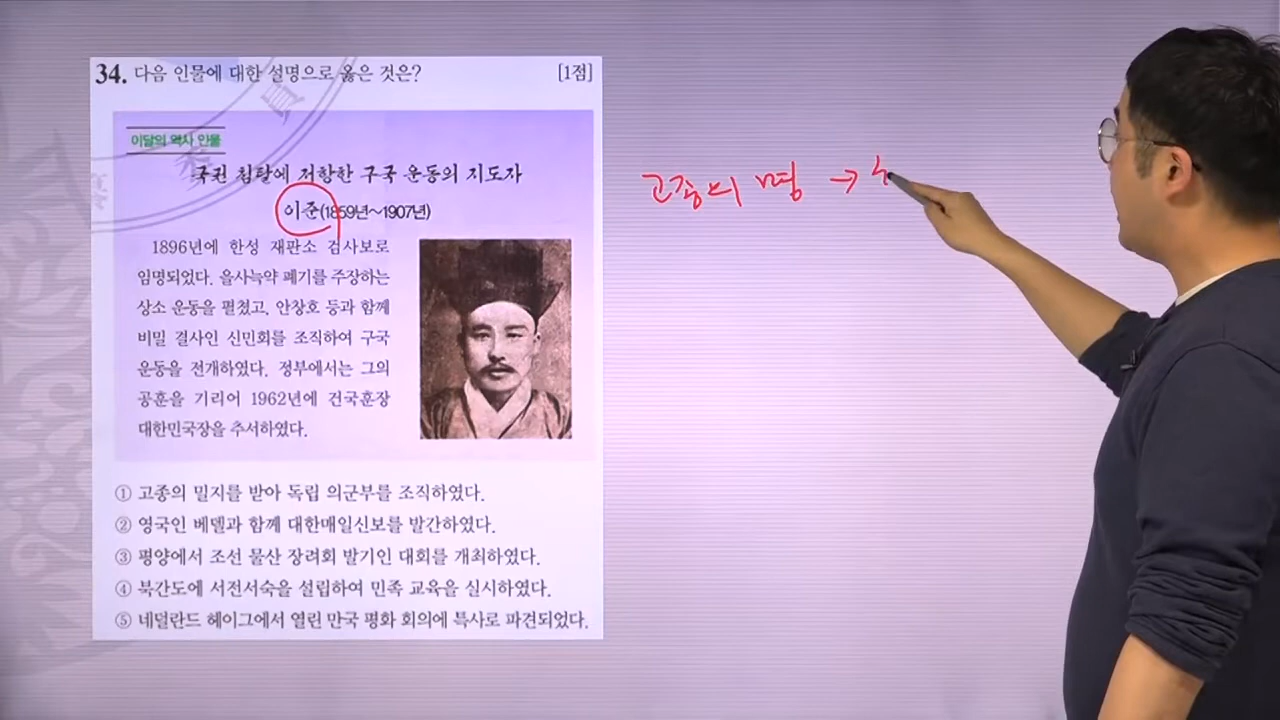 34. 다음 인물에 대한 설명으로 옳은 것은? [1점]
이달의 역사 인물
국권 침탈에 저항한 구국 운동의 지도자
이준(1859년~1907년)
1896년에 한성 재판소 검사보로
임명되었다. 을사늑약 폐기를 주장하는
상소 운동을 펼쳤고, 안창호 등과 함께
비밀 결사인 신민회를 조직하여 구국
운동을 전개하였다. 정부에서는 그의
공훈을 기리어 1962년에 건국훈장
대한민국장을 추서하였다.
① 고종의 밀지를 받아 독립 의군부를 조직하였다.
② 영국인 베델과 함께 대한매일신보를 발간하였다.
③ 평양에서 조선 물산 장려회 발기인 대회를 개최하였다.
④ 북간도에 서전서숙을 설립하여 민족 교육을 실시하였다.
⑤ 네덜란드 헤이그에서 열린 만국 평화 회의에 특사로 파견되었다.
고종의 명 →